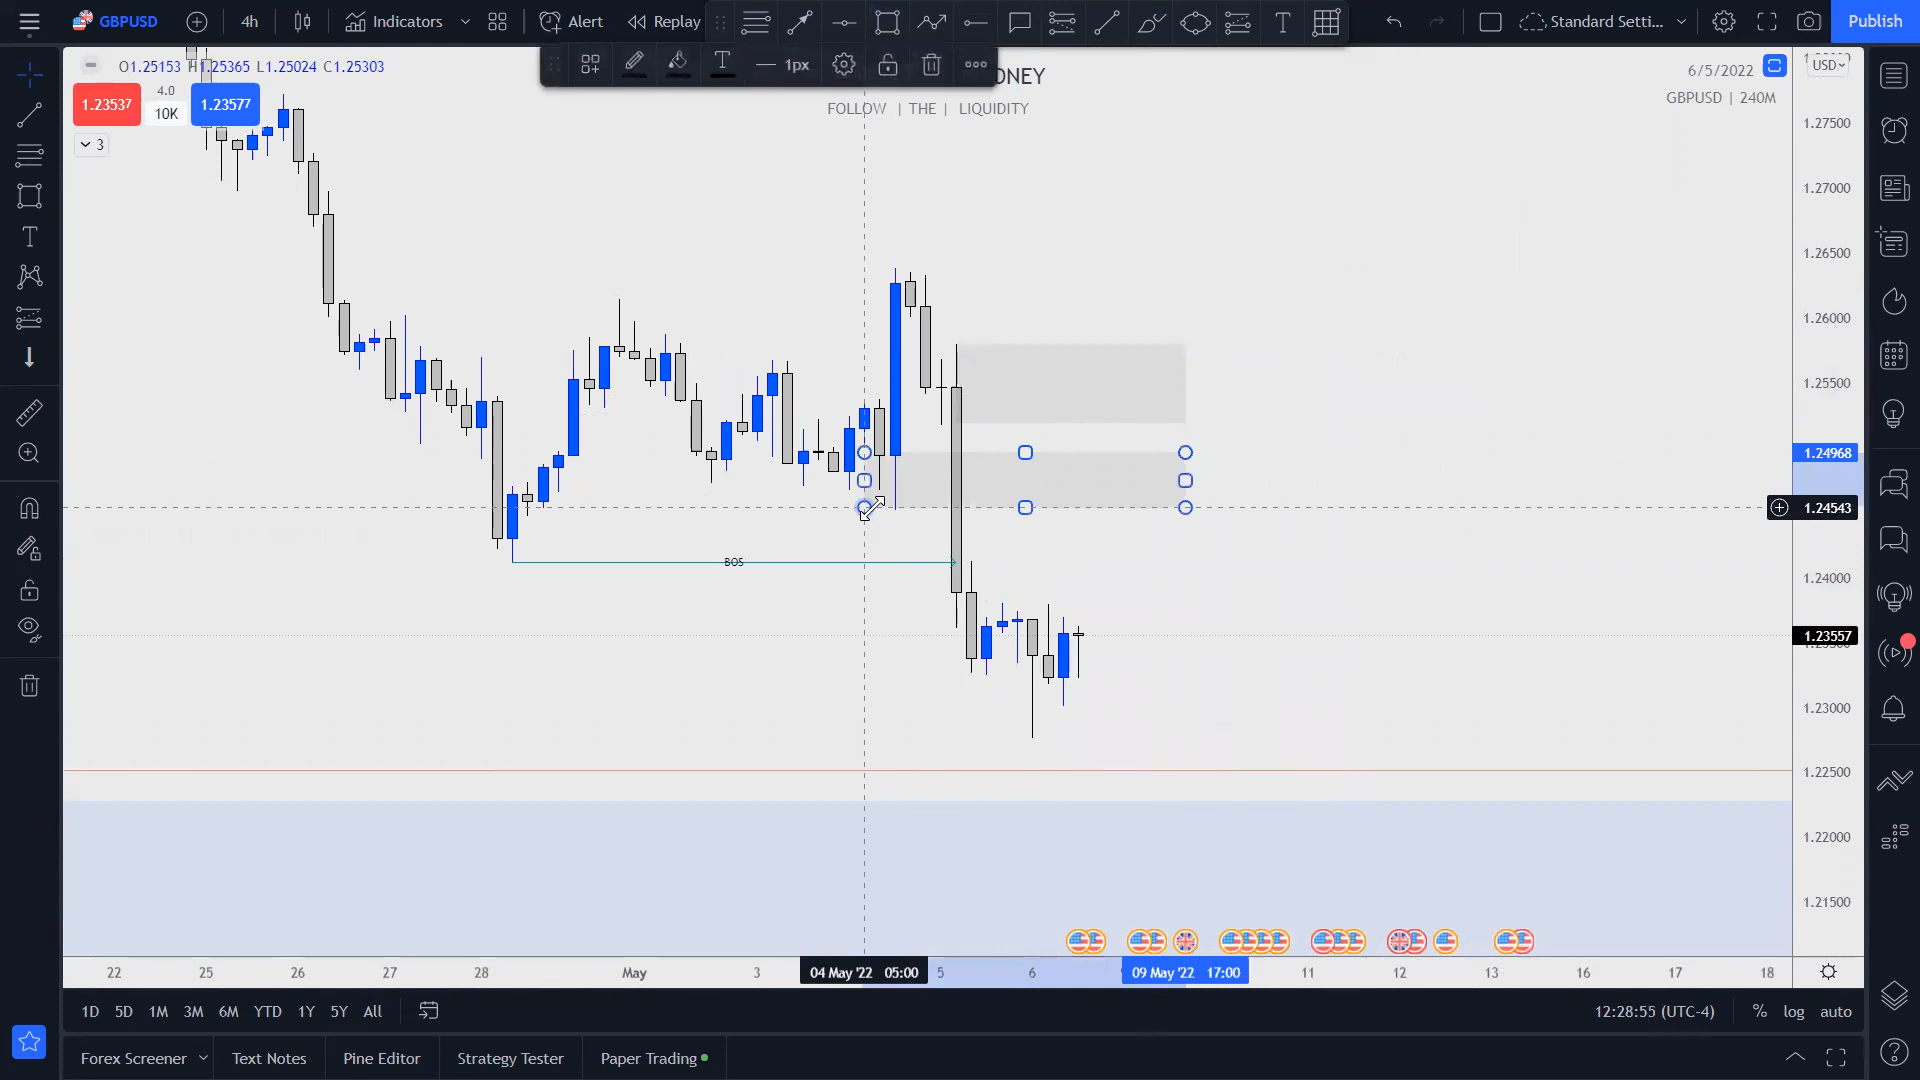 GBPUSD 4h Indicators Alert Replay Standard Setti... Publish
1px
O1.25153 H1.25365 L1.25024 C1.25303
ONEY
6/5/2022
USD
4.0
1.23537 10K 1.23577
FOLLOW | THE | LIQUIDITY
GBPUSD | 240M
3
1.27500
1.27000
1.26500
1.26000
1.25500
1.24968
1.24543
BOS
1.24000
1.23557
1.23000
1.22500
1.22000
1.21500
22 25 26 27 28 May 3 04 May '22 05:00 5 6 09 May '22 17:00 11 12 13 16 17 18
1D 5D 1M 3M 6M YTD 1Y 5Y All 12:28:55 (UTC-4) % log auto
Forex Screener Text Notes Pine Editor Strategy Tester Paper Trading